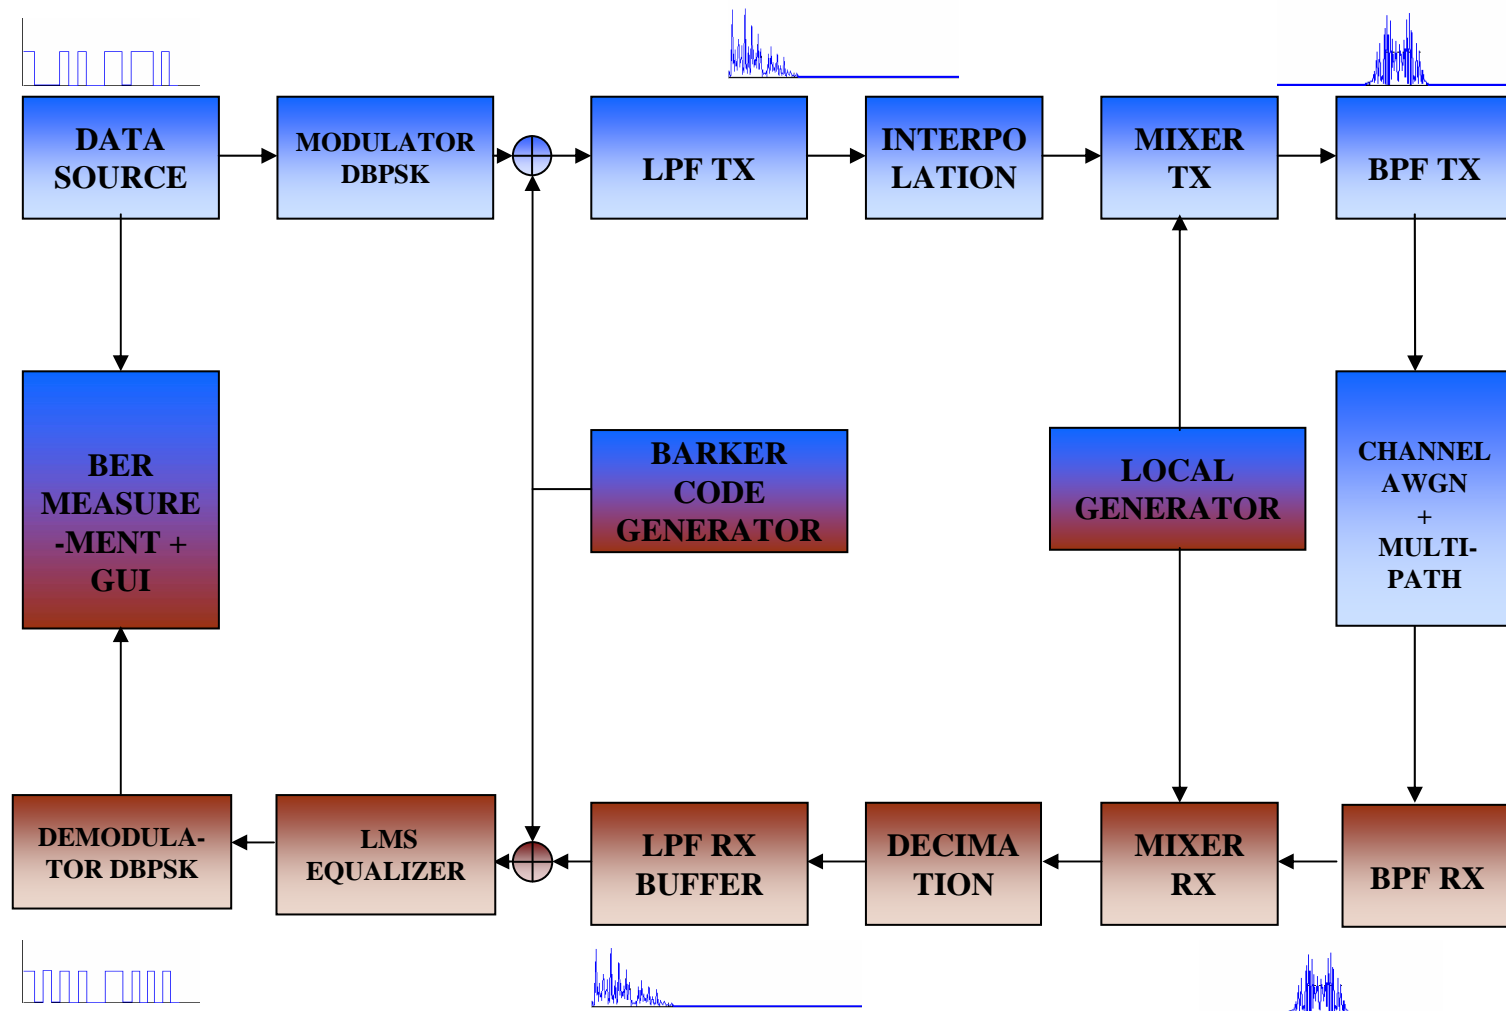 DATA
SOURCE
MODULATOR
DBPSK
LPF TX
INTERPO
LATION
MIXER
TX
BPF TX
BER
MEASURE
-MENT +
GUI
BARKER
CODE
GENERATOR
LOCAL
GENERATOR
CHANNEL
AWGN
+
MULTI-
PATH
DEMODULA-
TOR DBPSK
LMS
EQUALIZER
LPF RX
BUFFER
DECIMA
TION
MIXER
RX
BPF RX